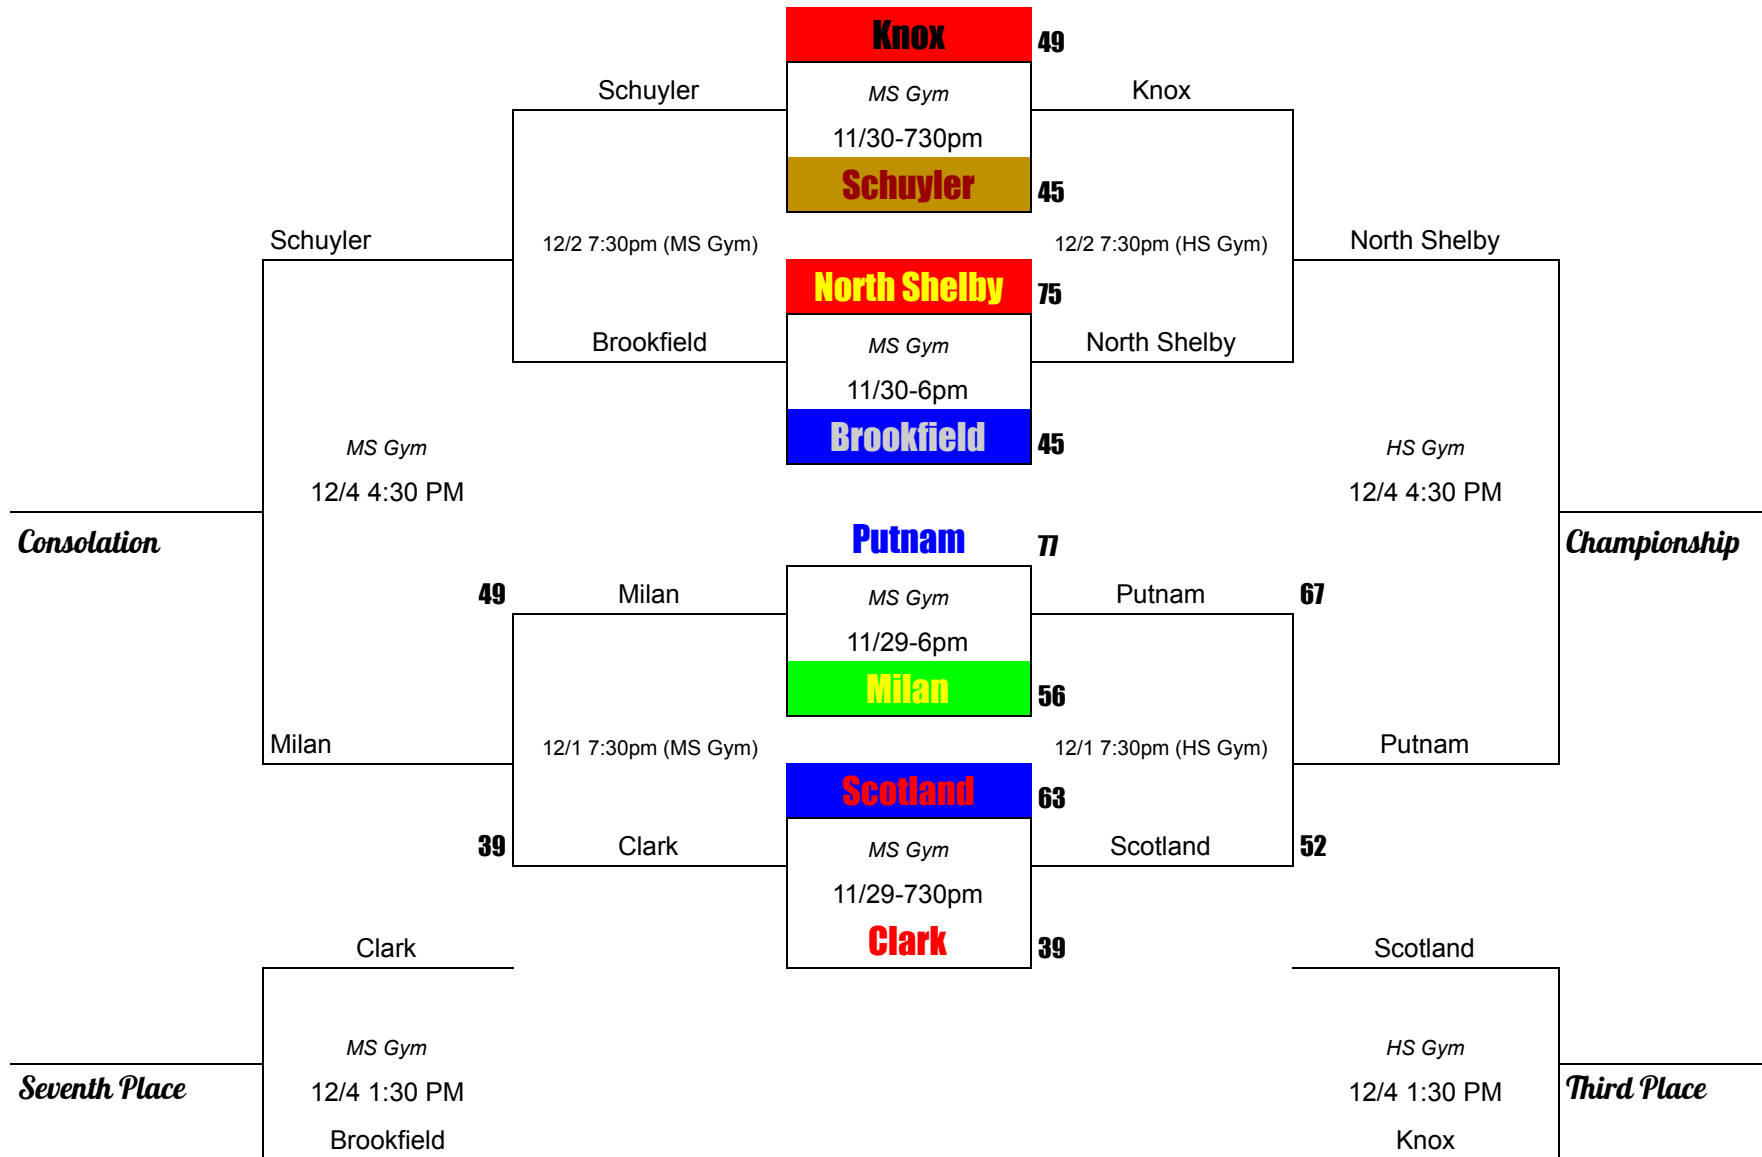 Knox 49
Schuyler MS Gym Knox
11/30-730pm
Schuyler 45
Schuyler 12/2 7:30pm (MS Gym) 12/2 7:30pm (HS Gym) North Shelby
North Shelby 75
Brookfield MS Gym North Shelby
11/30-6pm
MS Gym Brookfield 45 HS Gym
12/4 4:30 PM 12/4 4:30 PM
Consolation Putnam 77 Championship
49 Milan MS Gym Putnam 67
11/29-6pm
Milan 56
Milan 12/1 7:30pm (MS Gym) 12/1 7:30pm (HS Gym) Putnam
Scotland 63
39 Clark MS Gym Scotland 52
11/29-730pm
Clark Clark 39 Scotland
MS Gym HS Gym
Seventh Place 12/4 1:30 PM 12/4 1:30 PM Third Place
Brookfield Knox